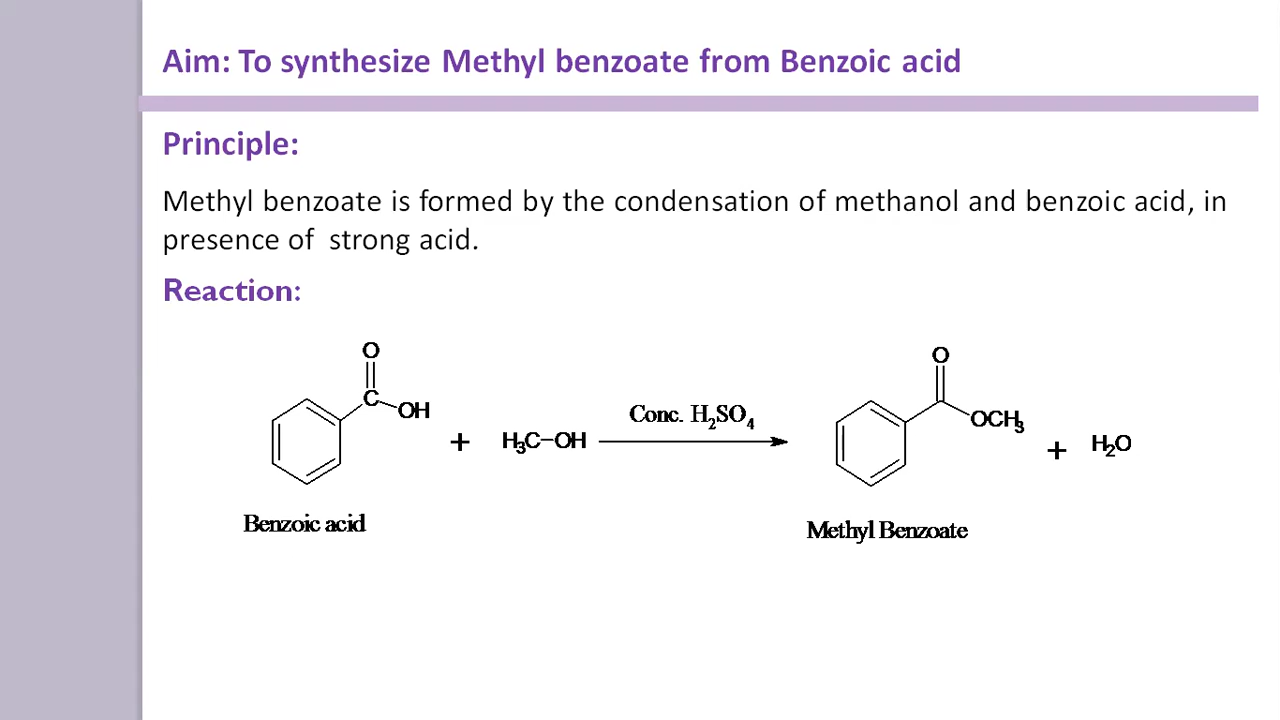 Aim: To synthesize Methyl benzoate from Benzoic acid
Principle:
Methyl benzoate is formed by the condensation of methanol and benzoic acid, in
presence of strong acid.
Reaction:
O
C
OH
+
H₃C−OH
Conc. H₂SO₄
O
OCH₃
+
H₂O
Benzoic acid
Methyl Benzoate